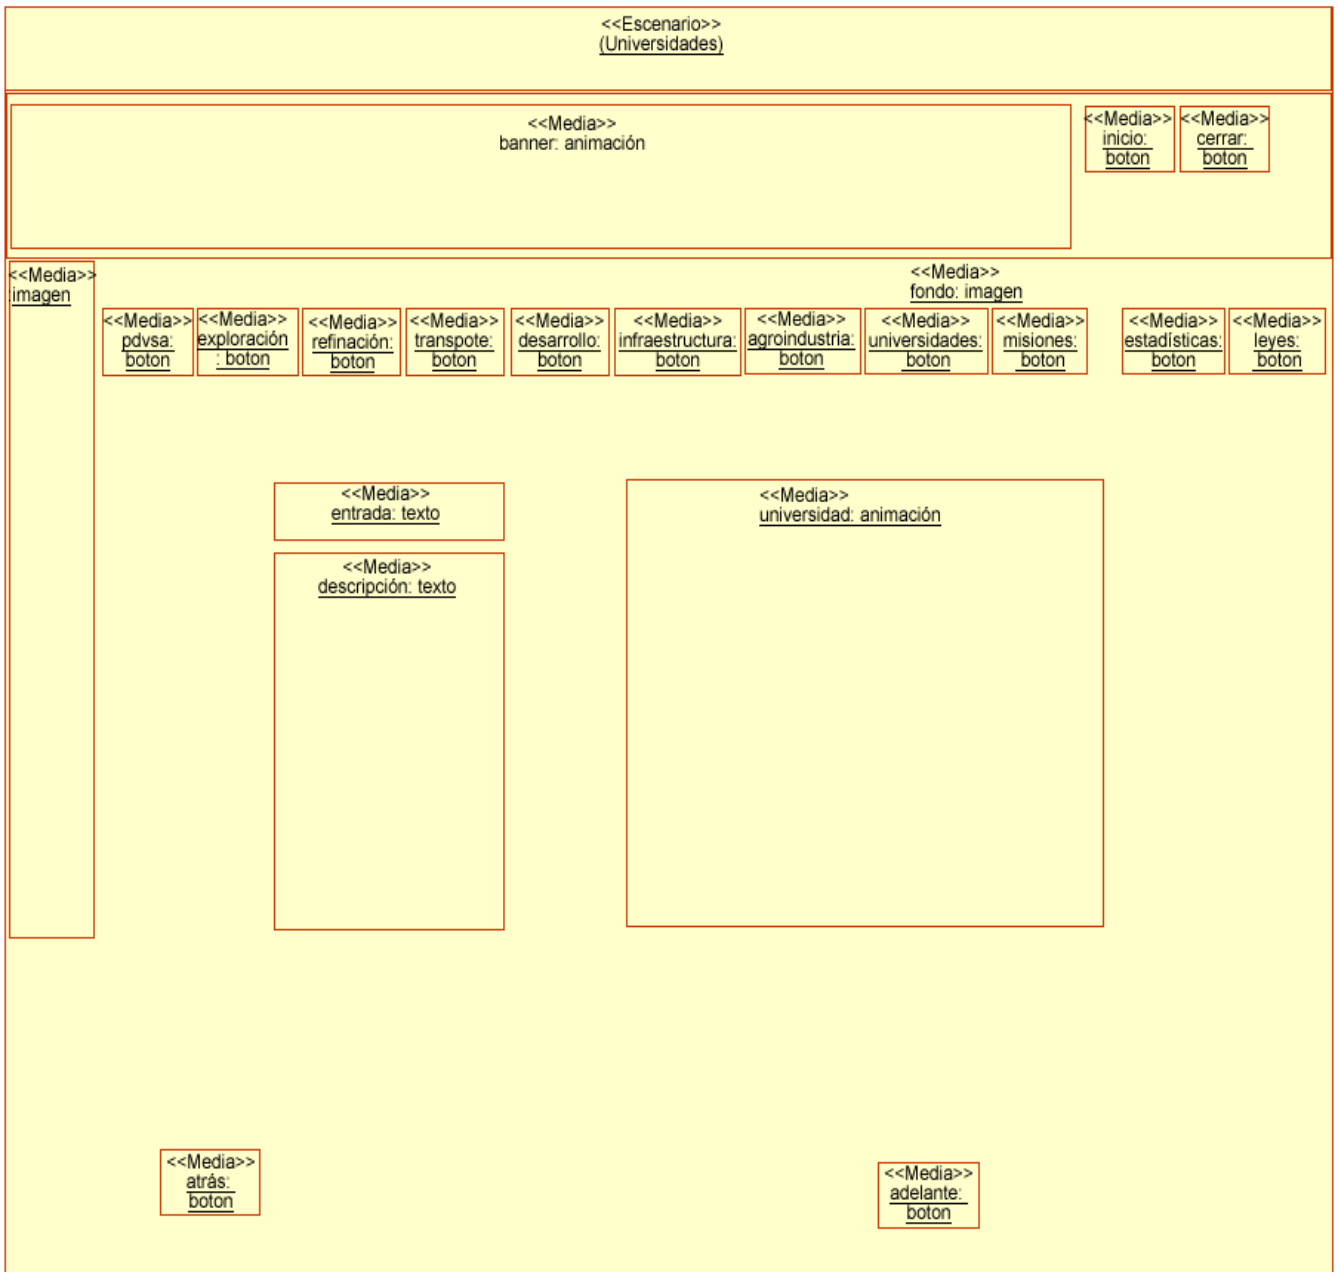 <<Escenario>>
(Universidades)
<<Media>>
banner: animación
<<Media>>
inicio:
boton
<<Media>>
cerrar:
boton
<<Media>>
:imagen
<<Media>>
fondo: imagen
<<Media>>
pdvsa:
boton
<<Media>>
exploración
: boton
<<Media>>
refinación:
boton
<<Media>>
transpote:
boton
<<Media>>
desarrollo:
boton
<<Media>>
infraestructura:
boton
<<Media>>
agroindustria:
boton
<<Media>>
universidades:
boton
<<Media>>
misiones:
boton
<<Media>>
estadísticas:
boton
<<Media>>
leyes:
boton
<<Media>>
entrada: texto
<<Media>>
descripción: texto
<<Media>>
universidad: animación
<<Media>>
atrás:
boton
<<Media>>
adelante:
boton